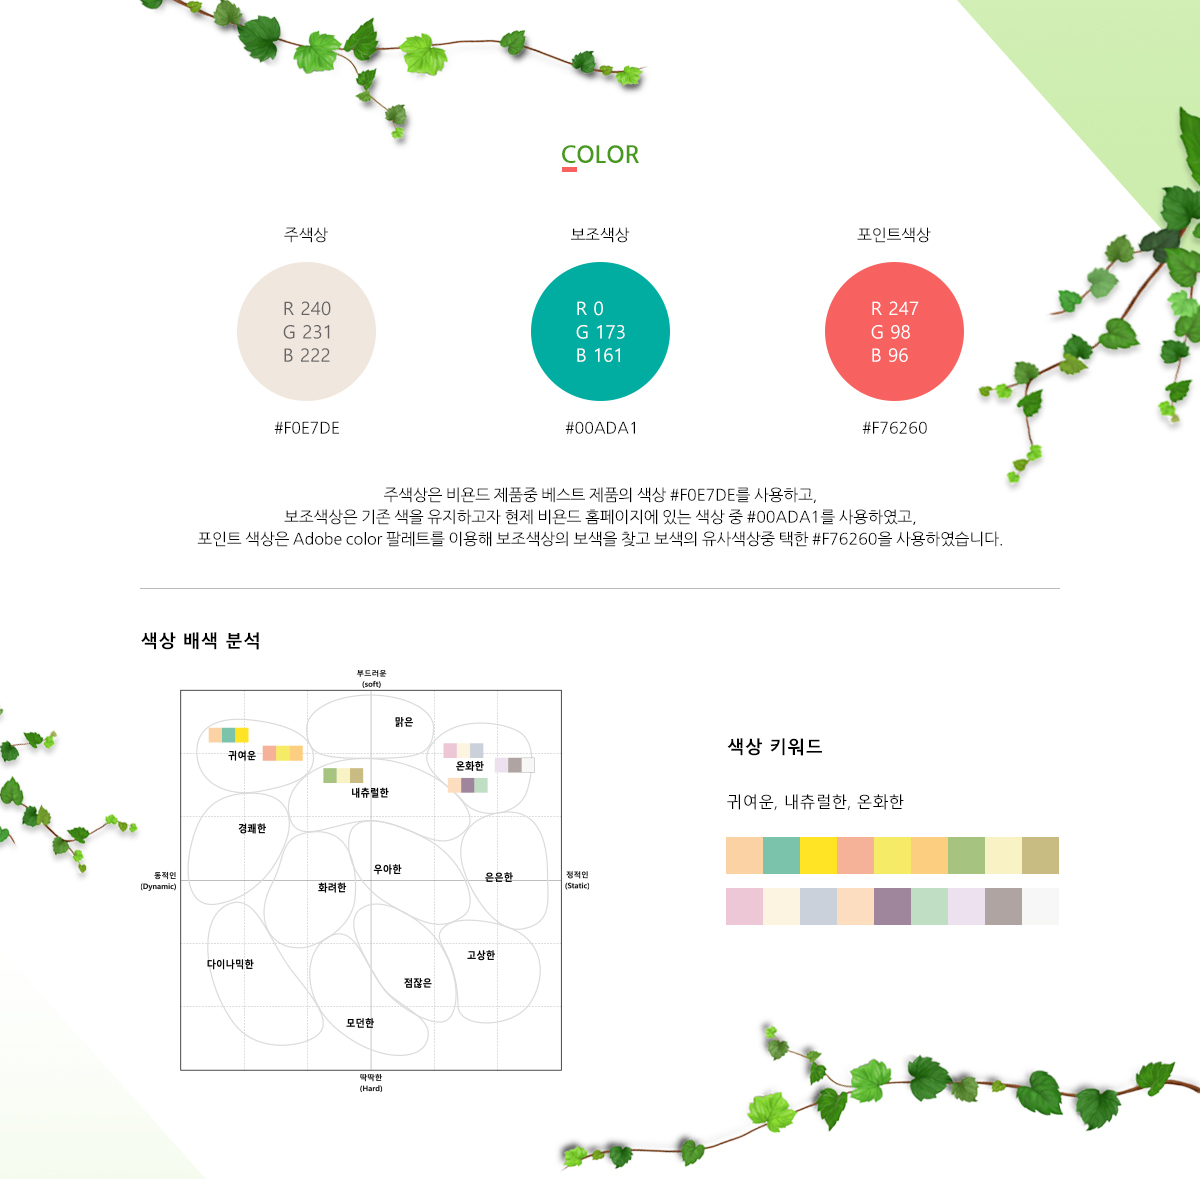 COLOR
주색상
보조색상
포인트색상
R 240
G 231
B 222
R 0
G 173
B 161
R 247
G 98
B 96
#F0E7DE
#00ADA1
#F76260
주색상은 비욘드 제품중 베스트 제품의 색상 #F0E7DE를 사용하고,
보조색상은 기존 색을 유지하고자 현제 비욘드 홈페이지에 있는 색상 중 #00ADA1를 사용하였고,
포인트 색상은 Adobe color 팔레트를 이용해 보조색상의 보색을 찾고 보색의 유사색상중 택한 #F76260을 사용하였습니다.
색상 배색 분석
부드러운
(soft)
맑은
귀여운
온화한
내츄럴한
경쾌한
우아한
화려한
은은한
동적인
(Dynamic)
정적인
(Static)
다이나믹한
고상한
점잖은
모던한
딱딱한
(Hard)
색상 키워드
귀여운, 내츄럴한, 온화한